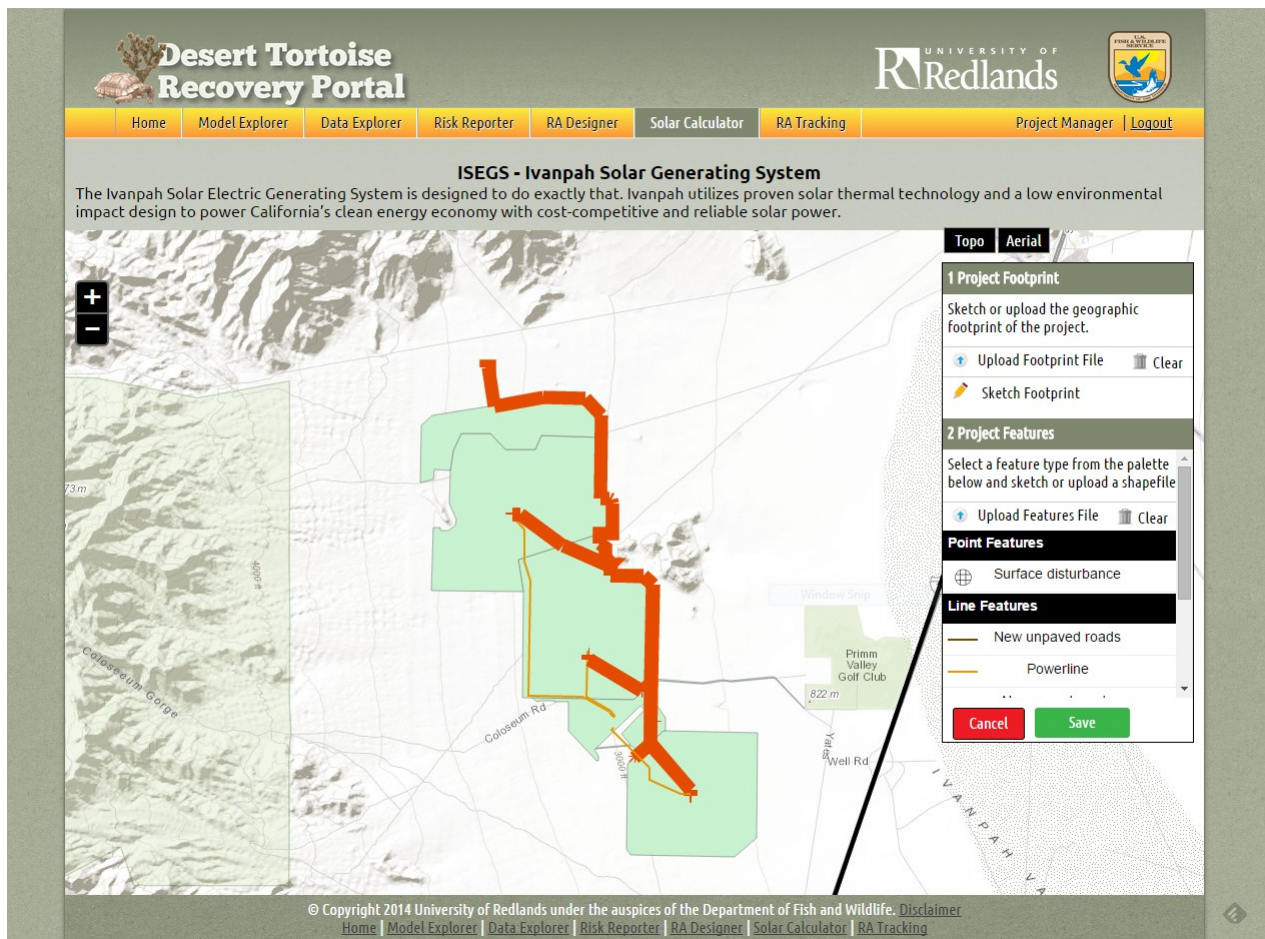 Desert Tortoise
Recovery Portal
UNIVERSITY OF
Redlands
U.S.
FISH & WILDLIFE
SERVICE
Home
Model Explorer
Data Explorer
Risk Reporter
RA Designer
Solar Calculator
RA Tracking
Project Manager | Logout
ISEGS - Ivanpah Solar Generating System
The Ivanpah Solar Electric Generating System is designed to do exactly that. Ivanpah utilizes proven solar thermal technology and a low environmental
impact design to power California's clean energy economy with cost-competitive and reliable solar power.
Topo
Aerial
+
−
1 Project Footprint
Sketch or upload the geographic
footprint of the project.
Upload Footprint File
Clear
Sketch Footprint
2 Project Features
Select a feature type from the palette
below and sketch or upload a shapefile
Upload Features File
Clear
Point Features
Surface disturbance
Line Features
New unpaved roads
Powerline
Cancel
Save
73 m
4000 ft
Window Snip
Primm
Valley
Golf Club
822 m
Coloseum Gorge
Coloseum Rd
3000 ft
Yates
Well Rd
IVANPAH VA
© Copyright 2014 University of Redlands under the auspices of the Department of Fish and Wildlife. Disclaimer
Home | Model Explorer | Data Explorer | Risk Reporter | RA Designer | Solar Calculator | RA Tracking